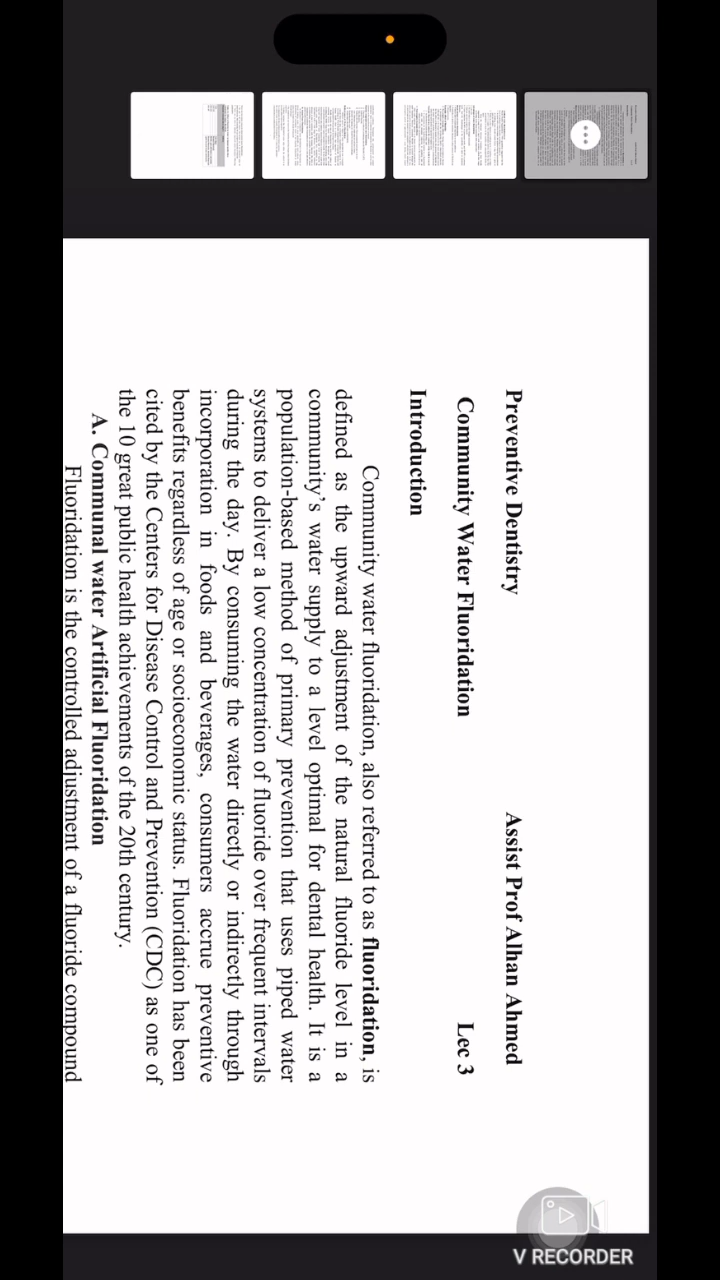 Preventive Dentistry Assist Prof Alhan Ahmed
Community Water Fluoridation Lec 3
Introduction
Community water fluoridation, also referred to as fluoridation, is
defined as the upward adjustment of the natural fluoride level in a
community's water supply to a level optimal for dental health. It is a
population-based method of primary prevention that uses piped water
systems to deliver a low concentration of fluoride over frequent intervals
during the day. By consuming the water directly or indirectly through
incorporation in foods and beverages, consumers accrue preventive
benefits regardless of age or socioeconomic status. Fluoridation has been
cited by the Centers for Disease Control and Prevention (CDC) as one of
the 10 great public health achievements of the 20th century.
A. Communal water Artificial Fluoridation
Fluoridation is the controlled adjustment of a fluoride compound
V RECORDER